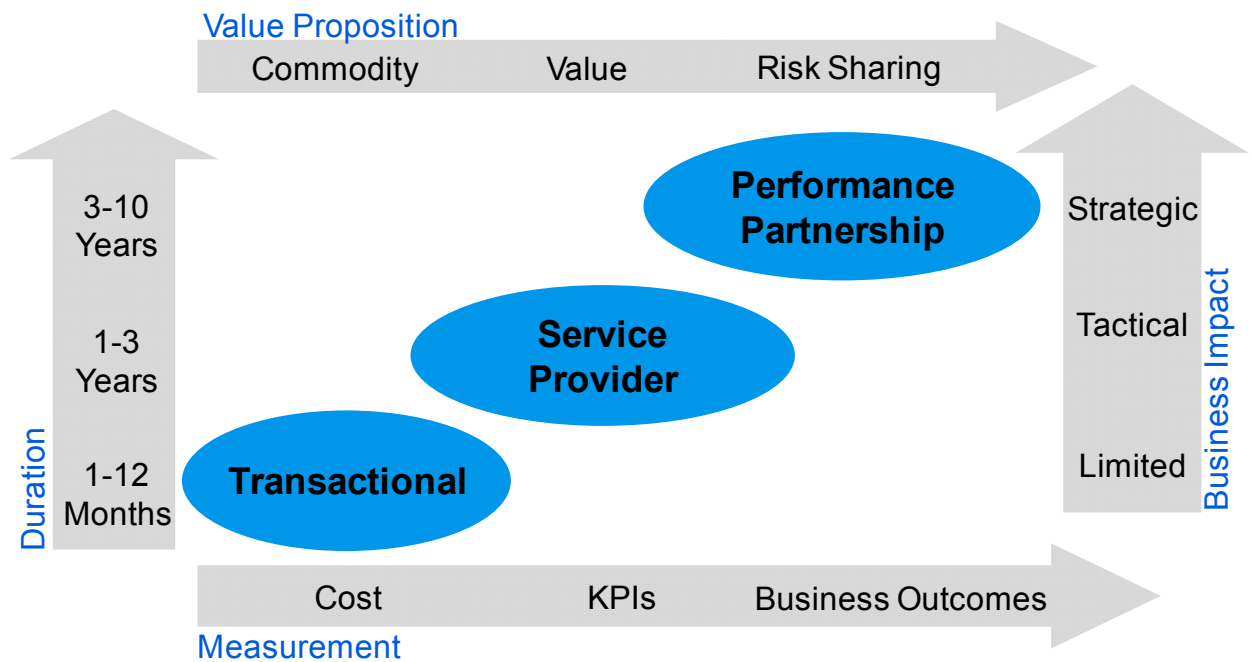 Value Proposition
Commodity Value Risk Sharing
Duration
3-10
Years
1-3
Years
1-12
Months
Performance
Partnership
Service
Provider
Transactional
Strategic
Tactical
Limited
Business Impact
Cost KPIs Business Outcomes
Measurement